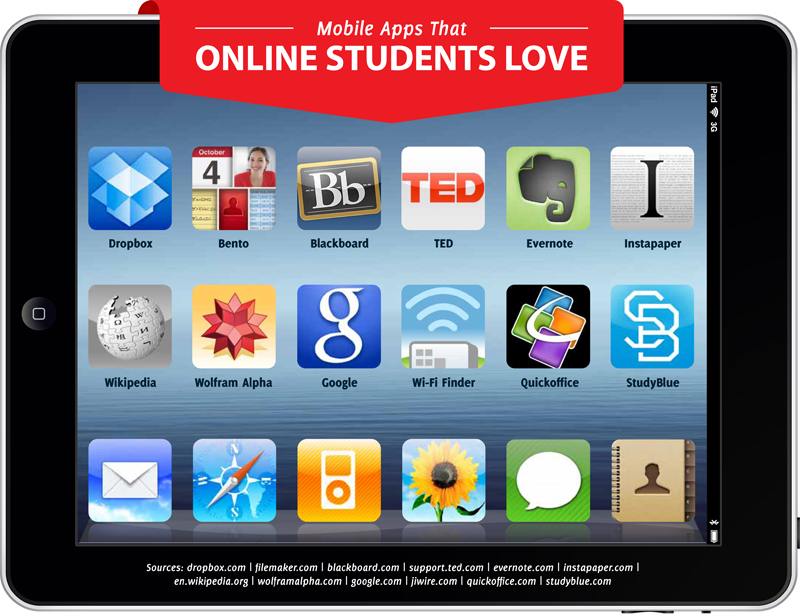 Mobile Apps That
ONLINE STUDENTS LOVE
iPad 3G
October
4
Bb
TED
I
Dropbox
Bento
Blackboard
TED
Evernote
Instapaper
W
Ω
И
g
SB
Wikipedia
Wolfram Alpha
Google
Wi-Fi Finder
Quickoffice
StudyBlue
N
S
Sources: dropbox.com | filemaker.com | blackboard.com | support.ted.com | evernote.com | instapaper.com |
en.wikipedia.org | wolframalpha.com | google.com | jiwire.com | quickoffice.com | studyblue.com